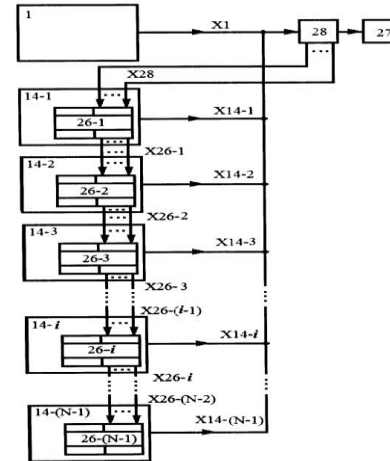 1
X1
28
27
X28
14-1
26-1
X14-1
X26-1
14-2
26-2
X14-2
X26-2
14-3
26-3
X14-3
X26-3
X26-(i-1)
14-i
26-i
X14-i
X26-i
X26-(N-2)
14-(N-1)
26-(N-1)
X14-(N-1)